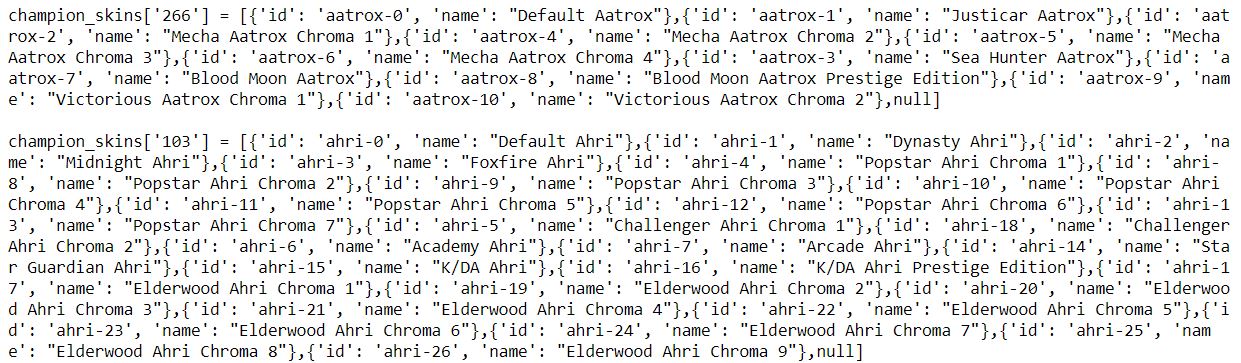 champion_skins['266'] = [{'id': 'aatrox-0', 'name': "Default Aatrox"},{'id': 'aatrox-1', 'name': "Justicar Aatrox"},{'id': 'aat
rox-2', 'name': "Mecha Aatrox Chroma 1"},{'id': 'aatrox-4', 'name': "Mecha Aatrox Chroma 2"},{'id': 'aatrox-5', 'name': "Mecha
Aatrox Chroma 3"},{'id': 'aatrox-6', 'name': "Mecha Aatrox Chroma 4"},{'id': 'aatrox-3', 'name': "Sea Hunter Aatrox"},{'id': 'a
atrox-7', 'name': "Blood Moon Aatrox"},{'id': 'aatrox-8', 'name': "Blood Moon Aatrox Prestige Edition"},{'id': 'aatrox-9', 'nam
e': "Victorious Aatrox Chroma 1"},{'id': 'aatrox-10', 'name': "Victorious Aatrox Chroma 2"},null]

champion_skins['103'] = [{'id': 'ahri-0', 'name': "Default Ahri"},{'id': 'ahri-1', 'name': "Dynasty Ahri"},{'id': 'ahri-2', 'na
me': "Midnight Ahri"},{'id': 'ahri-3', 'name': "Foxfire Ahri"},{'id': 'ahri-4', 'name': "Popstar Ahri Chroma 1"},{'id': 'ahri-
8', 'name': "Popstar Ahri Chroma 2"},{'id': 'ahri-9', 'name': "Popstar Ahri Chroma 3"},{'id': 'ahri-10', 'name': "Popstar Ahri
Chroma 4"},{'id': 'ahri-11', 'name': "Popstar Ahri Chroma 5"},{'id': 'ahri-12', 'name': "Popstar Ahri Chroma 6"},{'id': 'ahri-1
3', 'name': "Popstar Ahri Chroma 7"},{'id': 'ahri-5', 'name': "Challenger Ahri Chroma 1"},{'id': 'ahri-18', 'name': "Challenger
Ahri Chroma 2"},{'id': 'ahri-6', 'name': "Academy Ahri"},{'id': 'ahri-7', 'name': "Arcade Ahri"},{'id': 'ahri-14', 'name': "Sta
r Guardian Ahri"},{'id': 'ahri-15', 'name': "K/DA Ahri"},{'id': 'ahri-16', 'name': "K/DA Ahri Prestige Edition"},{'id': 'ahri-1
7', 'name': "Elderwood Ahri Chroma 1"},{'id': 'ahri-19', 'name': "Elderwood Ahri Chroma 2"},{'id': 'ahri-20', 'name': "Elderwoo
d Ahri Chroma 3"},{'id': 'ahri-21', 'name': "Elderwood Ahri Chroma 4"},{'id': 'ahri-22', 'name': "Elderwood Ahri Chroma 5"},{'i
d': 'ahri-23', 'name': "Elderwood Ahri Chroma 6"},{'id': 'ahri-24', 'name': "Elderwood Ahri Chroma 7"},{'id': 'ahri-25', 'nam
e': "Elderwood Ahri Chroma 8"},{'id': 'ahri-26', 'name': "Elderwood Ahri Chroma 9"},null]